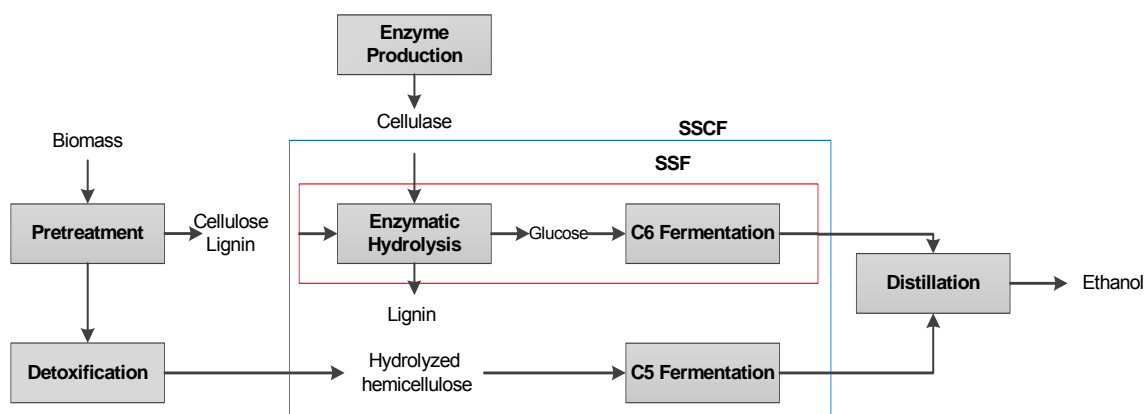 Enzyme
Production
Cellulase
SSCF
Biomass
SSF
Pretreatment
Cellulose
Lignin
Enzymatic
Hydrolysis
Glucose
C6 Fermentation
Distillation
Ethanol
Lignin
Detoxification
Hydrolyzed
hemicellulose
C5 Fermentation